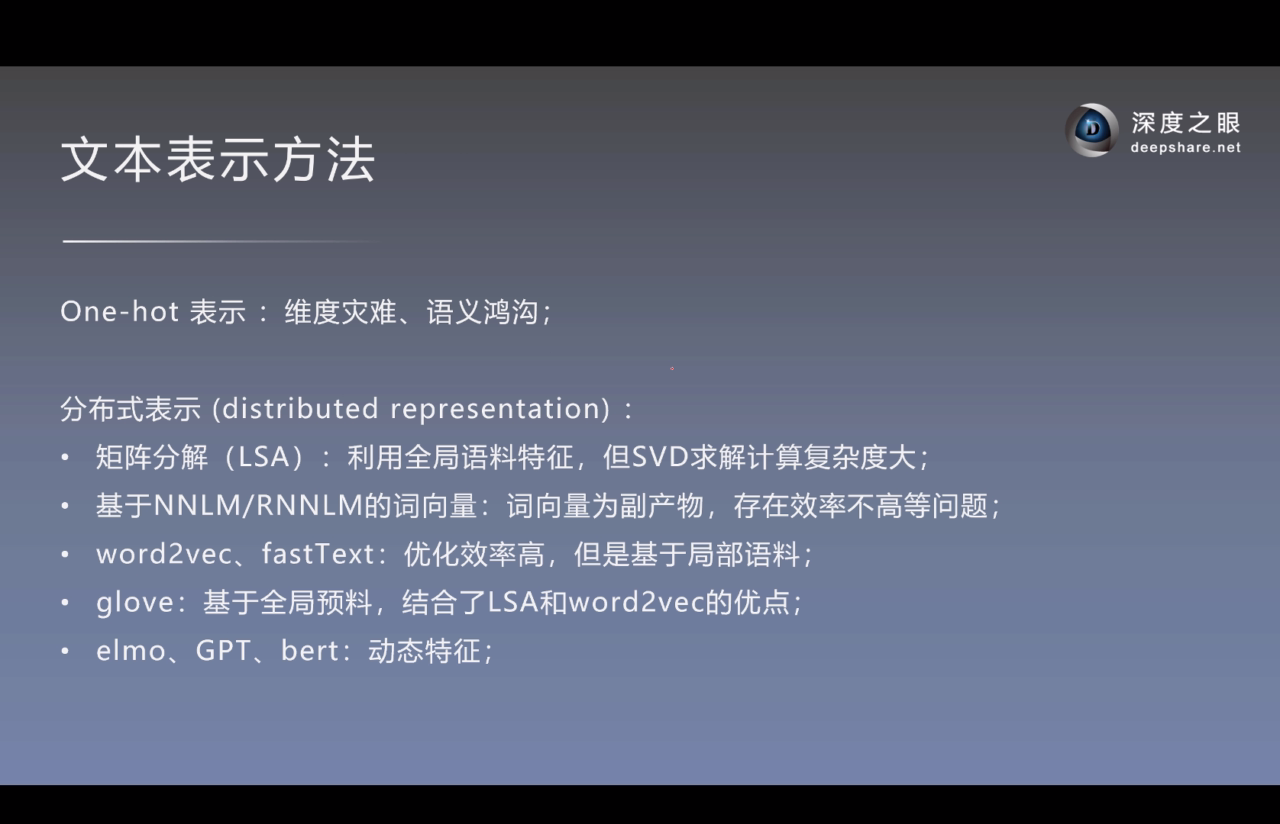 深度之眼
deepshare.net
文本表示方法
One-hot 表示 ：维度灾难、语义鸿沟；
分布式表示 (distributed representation) ：
• 矩阵分解（LSA）：利用全局语料特征，但SVD求解计算复杂度大；
• 基于NNLM/RNNLM的词向量：词向量为副产物，存在效率不高等问题；
• word2vec、fastText：优化效率高，但是基于局部语料；
• glove：基于全局预料，结合了LSA和word2vec的优点；
• elmo、GPT、bert：动态特征；